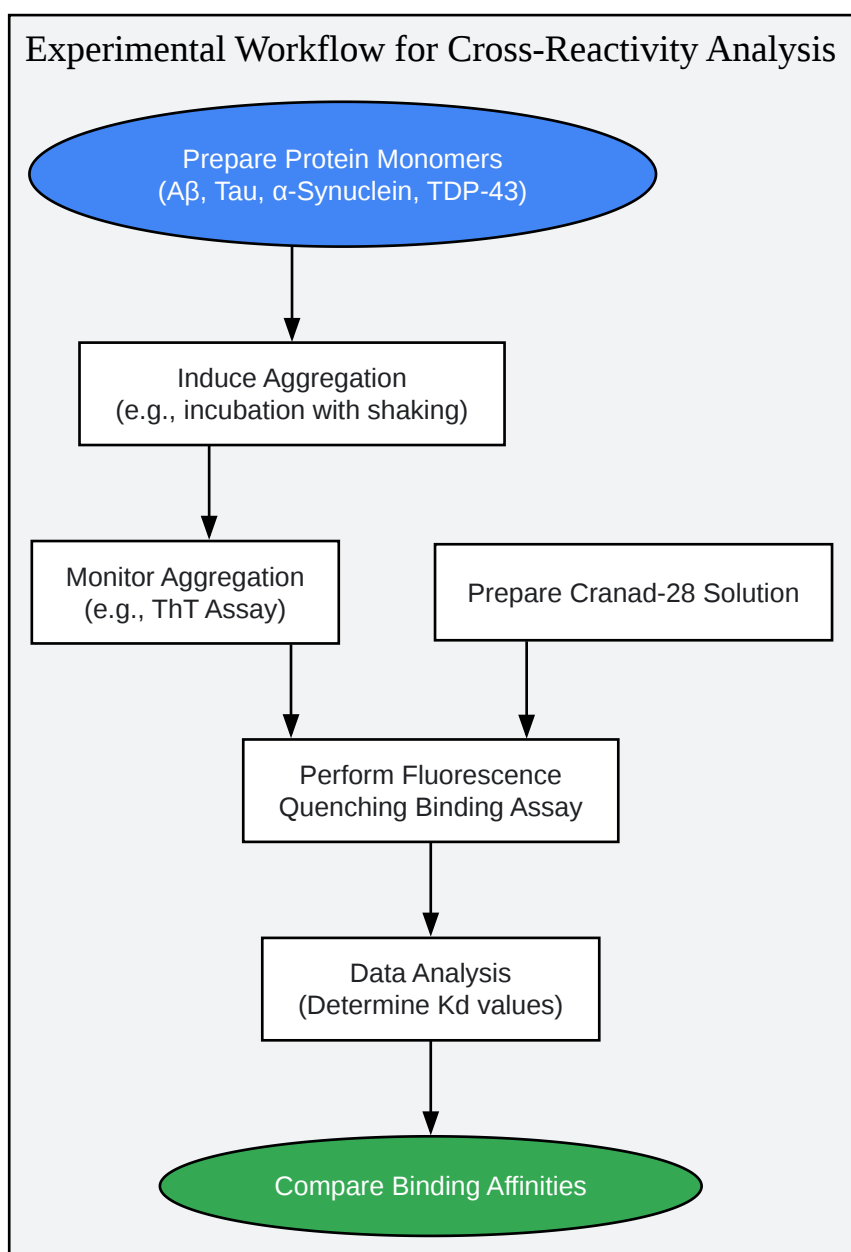 Experimental Workflow for Cross-Reactivity Analysis
Prepare Protein Monomers
(Aβ, Tau, α-Synuclein, TDP-43)
Induce Aggregation
(e.g., incubation with shaking)
Monitor Aggregation
(e.g., ThT Assay)
Prepare Cranad-28 Solution
Perform Fluorescence
Quenching Binding Assay
Data Analysis
(Determine Kd values)
Compare Binding Affinities